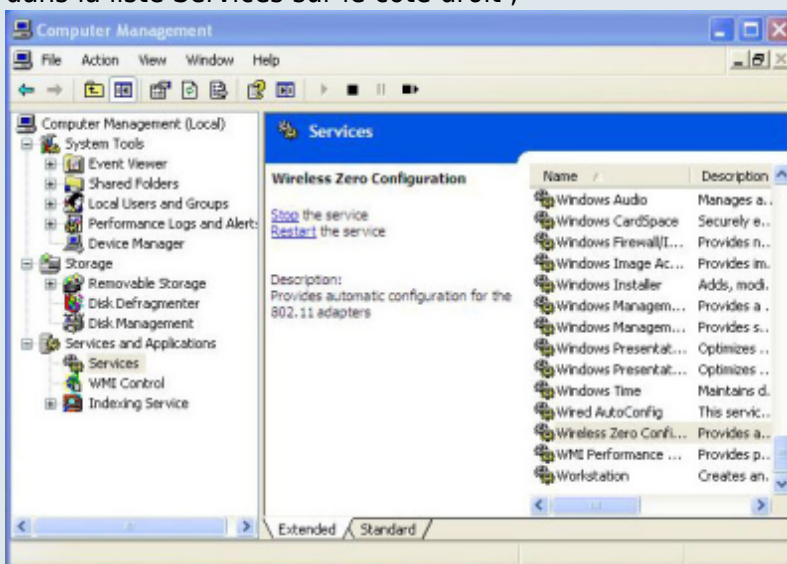 dans la liste Services sur le côté droit ;
Computer Management
File Action View Window Help
Computer Management (Local)
System Tools
Event Viewer
Shared Folders
Local Users and Groups
Performance Logs and Alert:
Device Manager
Storage
Removable Storage
Disk Defragmenter
Disk Management
Services and Applications
Services
WMI Control
Indexing Service
Services
Wireless Zero Configuration
Stop the service
Restart the service
Description:
Provides automatic configuration for the
802.11 adapters
Name Description
Windows Audio Manages a..
Windows CardSpace Securely e...
Windows Firewall/I... Provides n...
Windows Image Ac... Provides im.
Windows Installer Adds, modi.
Windows Managem... Provides a .
Windows Managem... Provides s..
Windows Presentat... Optimizes ..
Windows Presentat... Optimizes ..
Windows Time Maintains d.
Wired AutoConfig This servic..
Wireless Zero Confi... Provides a..
WMI Performance ... Provides p...
Workstation Creates an.
Extended Standard